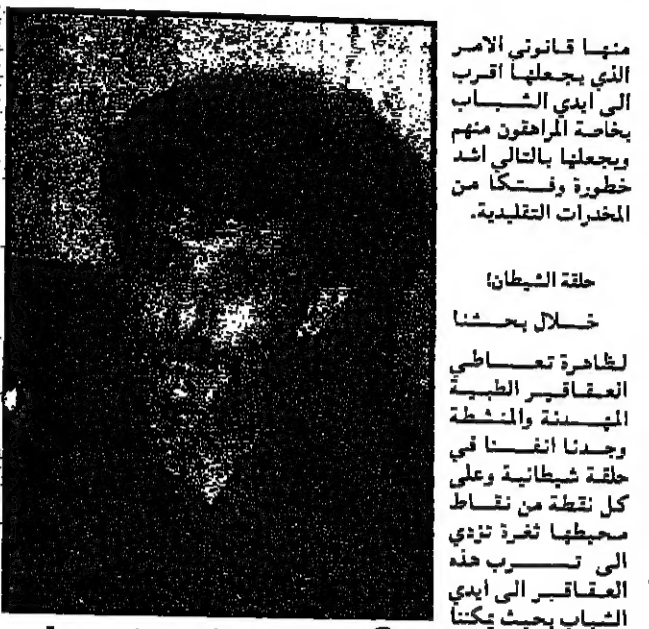 منها قانوني الامر
الذي يجعلها اقرب
الى ايدي الشباب
بخاصة المراهقون منهم
ويجعلها بالتالي اشد
خطورة وفتكا من
المخدرات التقليدية.
حلقة الشيطان!
خلال بحثنا
لظاهرة تعاطي
العقاقير الطبية
المهدئة والمنشطة
وجدنا انفسنا في
حلقة شيطانية وعلى
كل نقطة من نقاط
محيطها ثغرة تؤدي
الى تسرب هذه
العقاقير الى ايدي
الشباب بحيث يمكننا